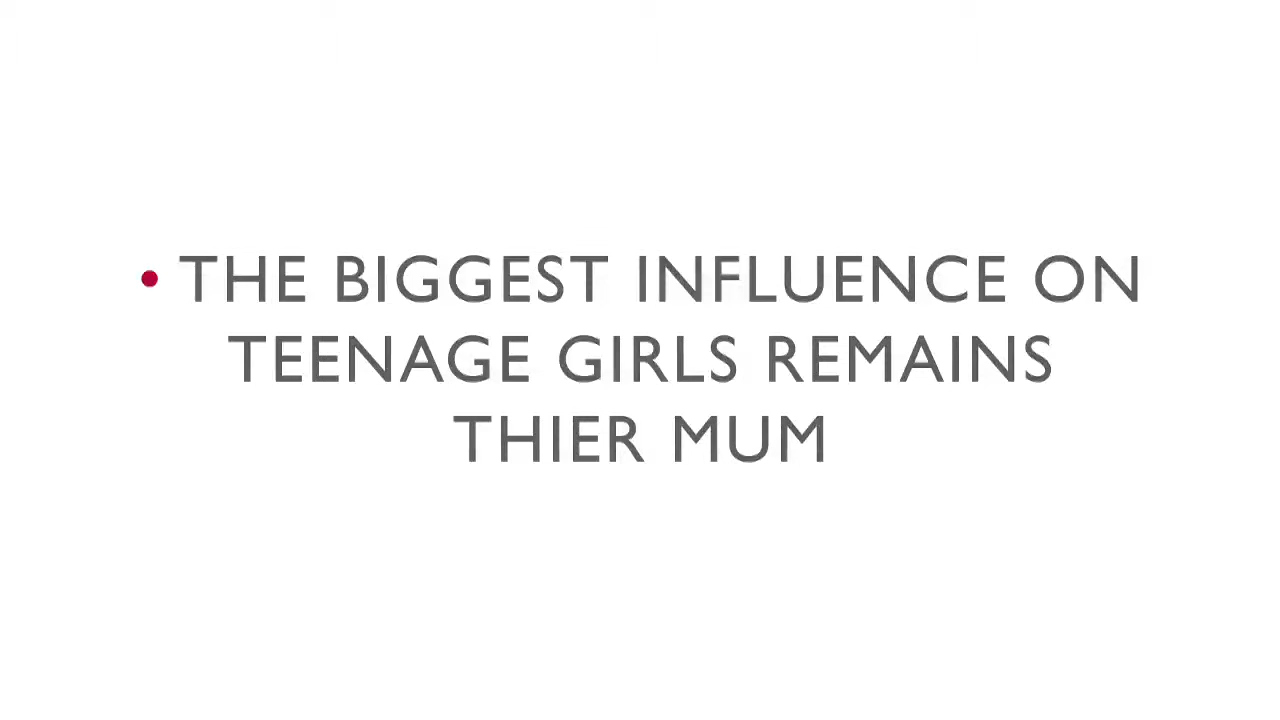 • THE BIGGEST INFLUENCE ON
TEENAGE GIRLS REMAINS
THIER MUM